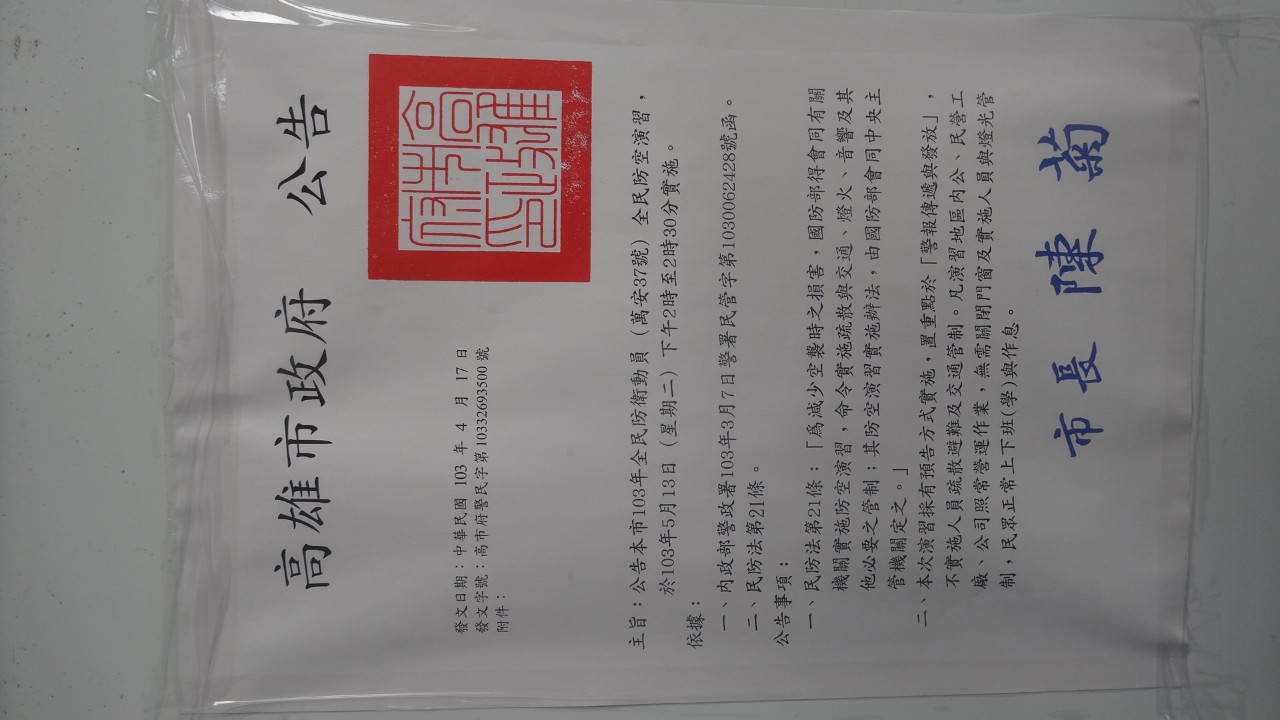 高雄市政府 公告
高雄市政府印
發文日期：中華民國 103 年 4 月 17 日
發文字號：高市府警民字第10332693500 號
附件：
主旨：公告本市103年全民防衛動員（萬安37號）全民防空演習，
於103年5月13日（星期二）下午2時至2時30分實施。
依據：
一、內政部警政署103年3月7日警署民管字第1030062428號函。
二、民防法第21條。
公告事項：
一、民防法第21條：「為減少空襲時之損害，國防部得會同有關
機關實施防空演習，命令實施疏散與交通、燈火、音響及其
他必要之管制；其防空演習實施辦法，由國防部會同中央主
管機關定之。」
二、本次演習採有預告方式實施，置重點於「警報傳遞與發放」，
不實施人員疏散避難及交通管制。凡演習地區內公、民營工
廠、公司照常營運作業，無需關閉門窗及實施人員與燈光管
制，民眾正常上下班(學)與作息。
市長 陳 菊